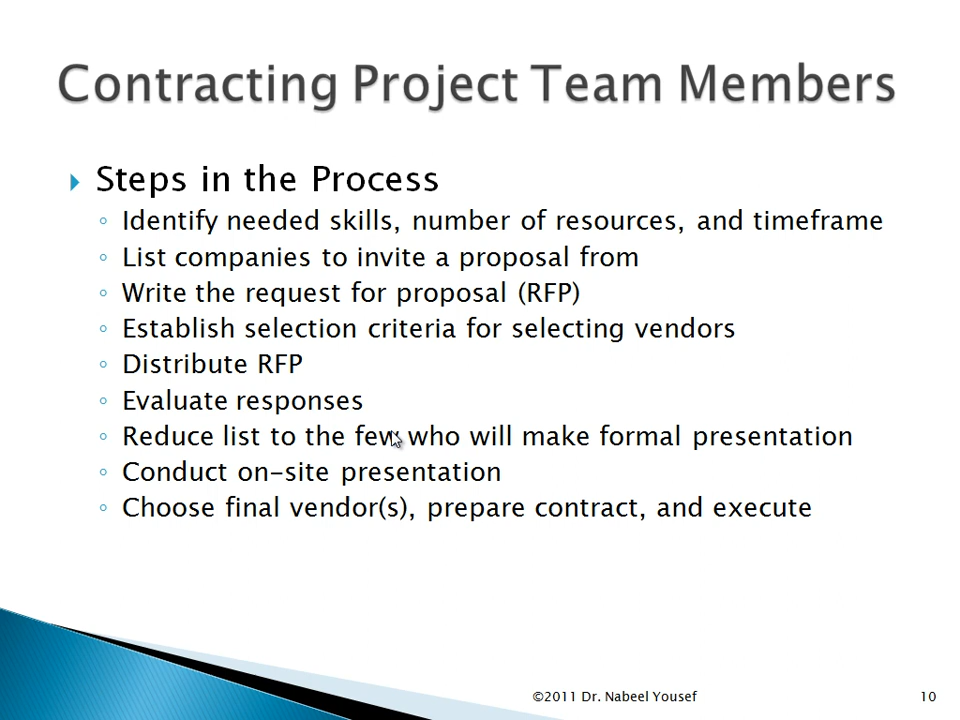 Contracting Project Team Members
Steps in the Process
Identify needed skills, number of resources, and timeframe
List companies to invite a proposal from
Write the request for proposal (RFP)
Establish selection criteria for selecting vendors
Distribute RFP
Evaluate responses
Reduce list to the few who will make formal presentation
Conduct on-site presentation
Choose final vendor(s), prepare contract, and execute
©2011 Dr. Nabeel Yousef
10